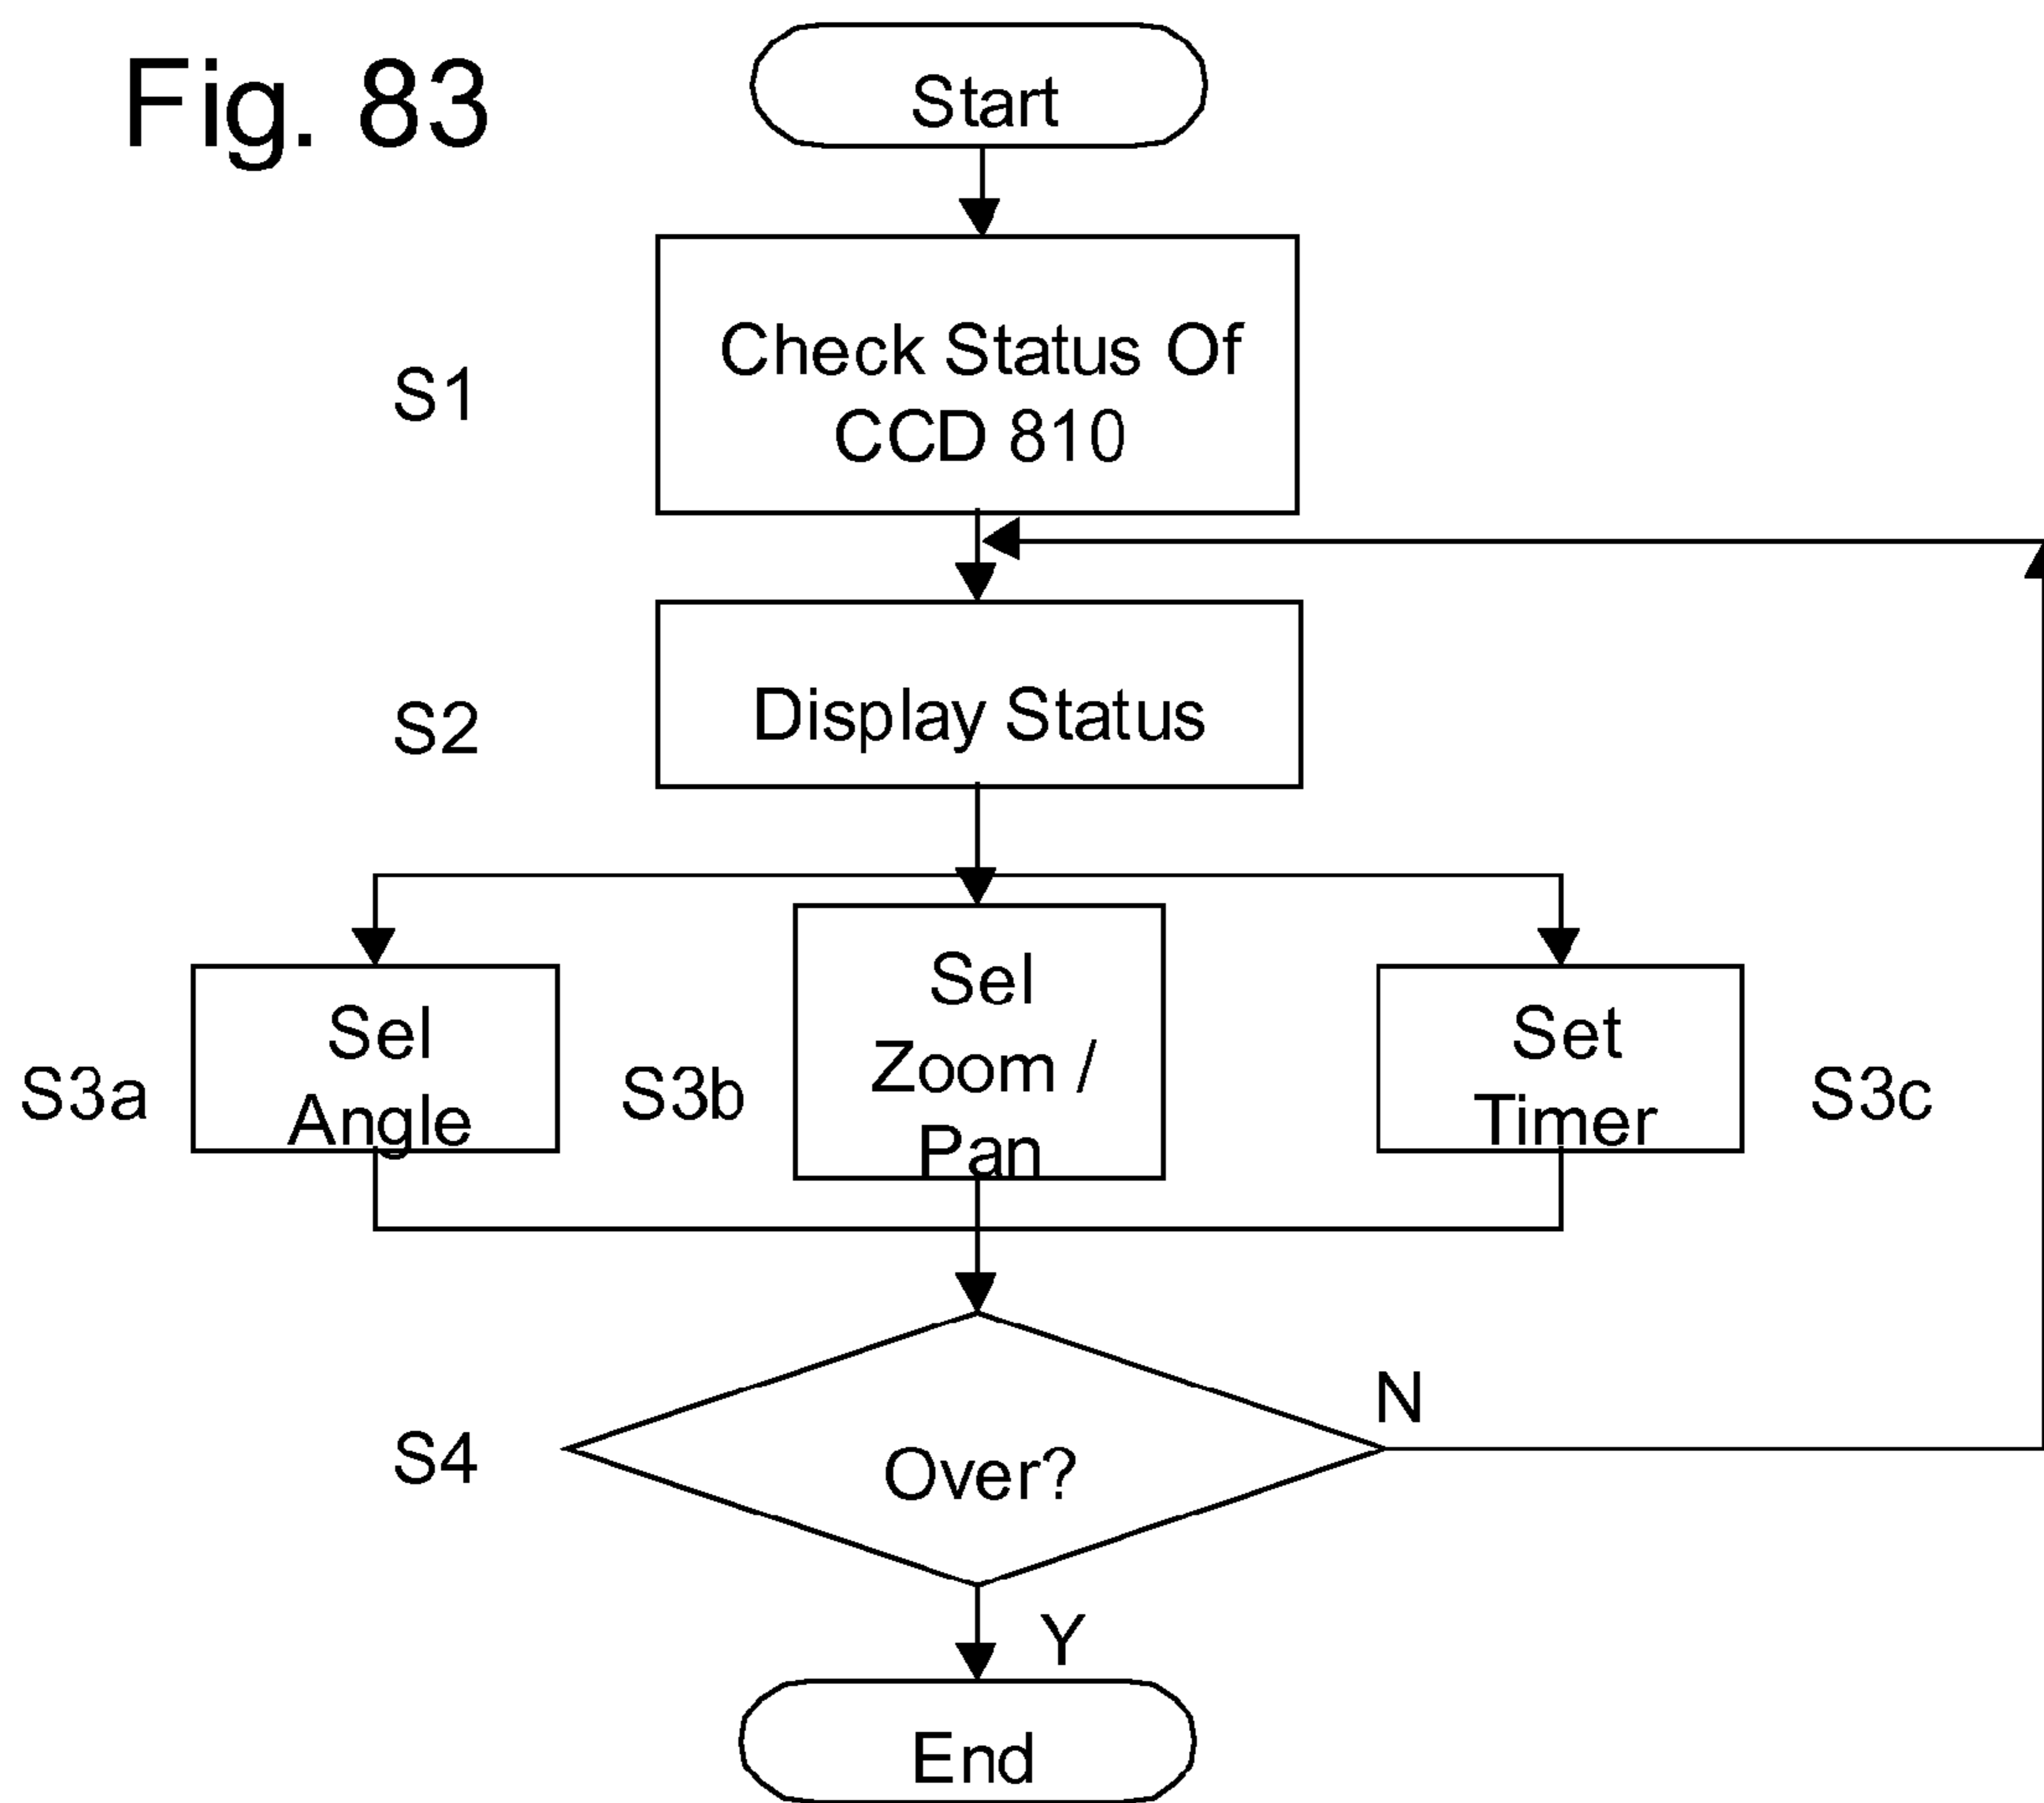 Fig. 83
Start
S1
Check Status Of
CCD 810
S2
Display Status
S3a
Sel
Angle
S3b
Sel
Zoom /
Pan
Set
Timer
S3c
S4
Over?
N
Y
End